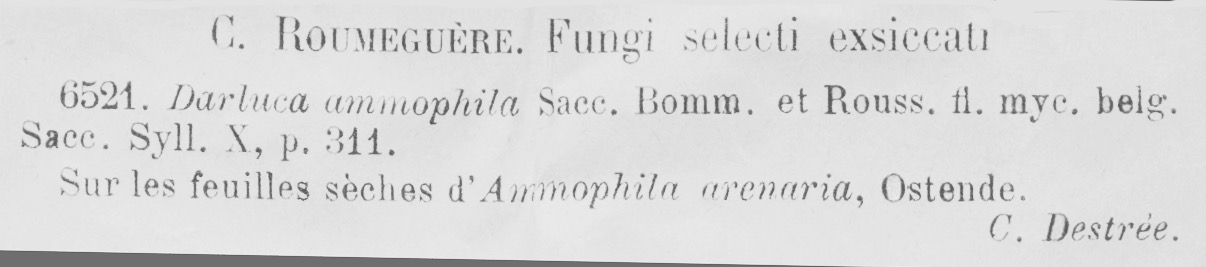 C. ROUMEGUÈRE. Fungi selecti exsiccati
6521. Darluca ammophila Sacc. Bomm. et Rouss. fl. myc. belg.
Sacc. Syll. X, p. 311.
Sur les feuilles sèches d'Ammophila arenaria, Ostende.
C. Destrée.